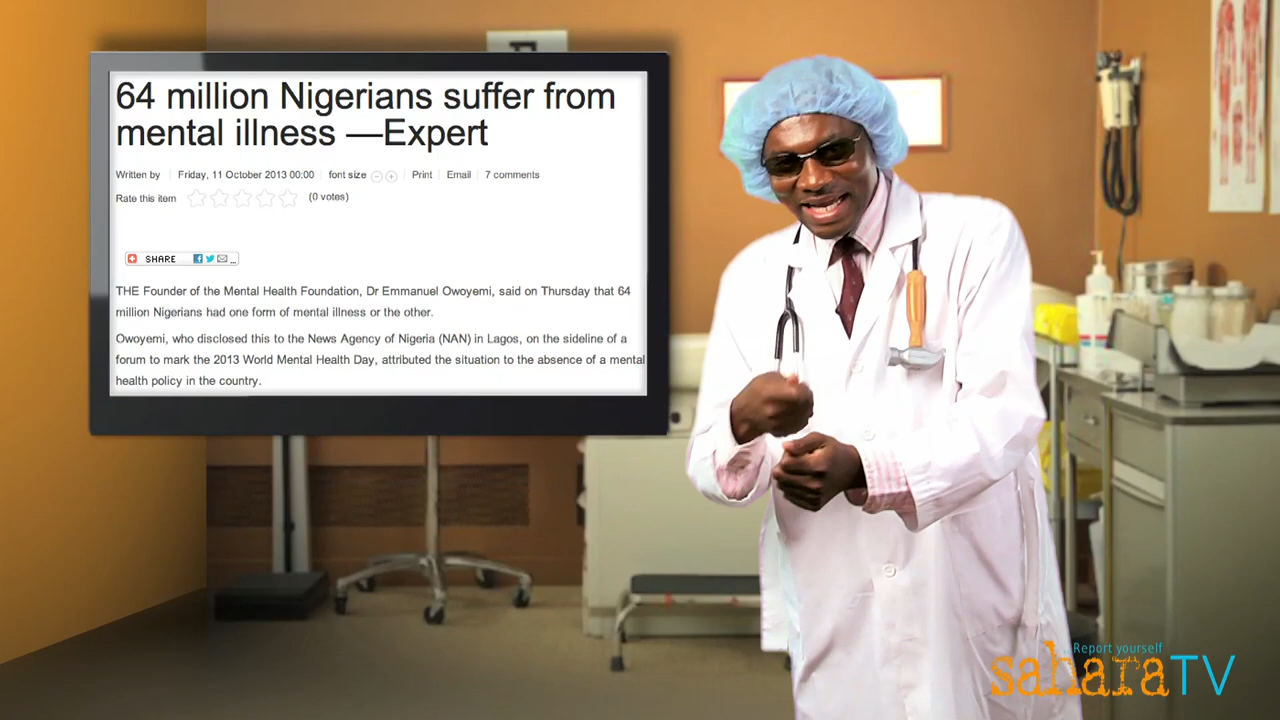 64 million Nigerians suffer from
mental illness —Expert
Written by Friday, 11 October 2013 00:00 font size Print Email 7 comments
Rate this item (0 votes)
SHARE
THE Founder of the Mental Health Foundation, Dr Emmanuel Owoyemi, said on Thursday that 64
million Nigerians had one form of mental illness or the other.
Owoyemi, who disclosed this to the News Agency of Nigeria (NAN) in Lagos, on the sideline of a
forum to mark the 2013 World Mental Health Day, attributed the situation to the absence of a mental
health policy in the country.
Report yourself
saharaTV